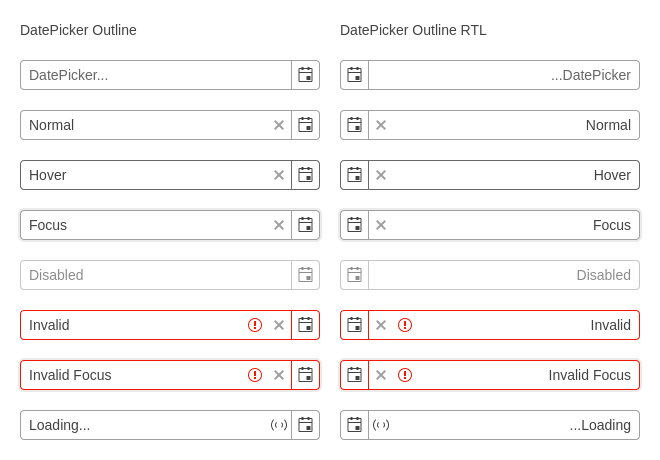 DatePicker Outline
DatePicker...
Normal
Hover
Focus
Disabled
Invalid
Invalid Focus
Loading...
DatePicker Outline RTL
...DatePicker
Normal
Hover
Focus
Disabled
Invalid
Invalid Focus
...Loading